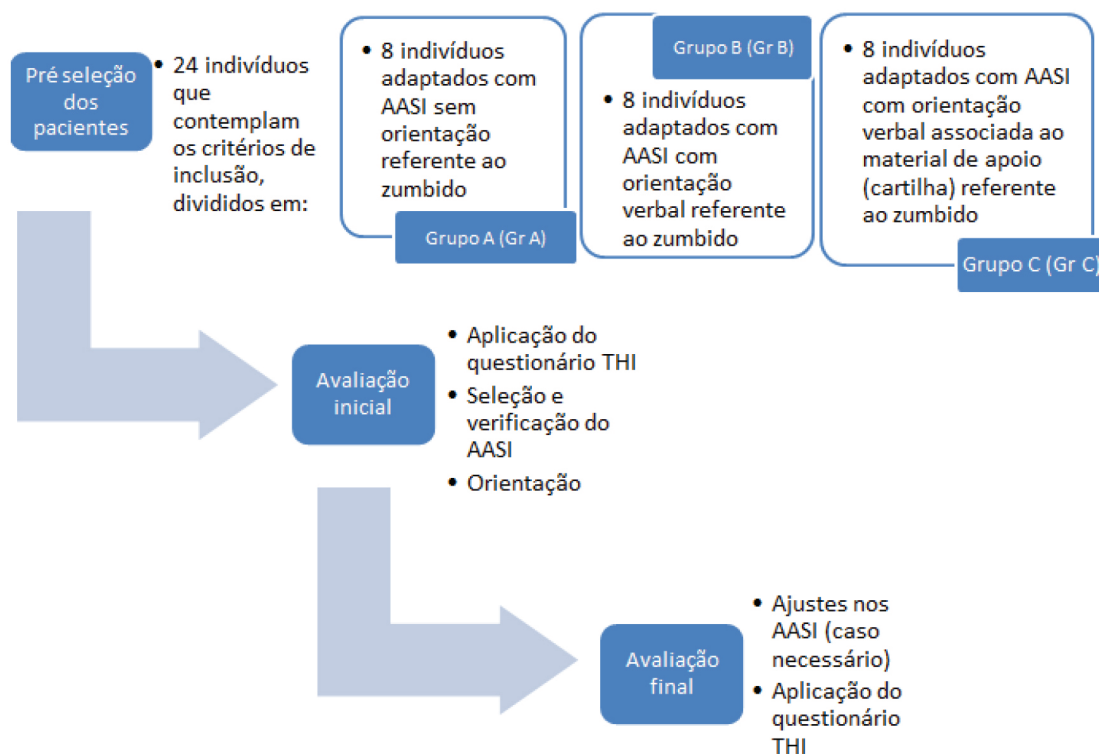 Pré seleção
dos
pacientes
• 24 indivíduos
que
contemplam
os critérios de
inclusão,
divididos em:
• 8 indivíduos
adaptados com
AASI sem
orientação
referente ao
zumbido
Grupo A (Gr A)
Grupo B (Gr B)
• 8 indivíduos
adaptados com
AASI com
orientação
verbal referente
ao zumbido
• 8 indivíduos
adaptados com AASI
com orientação
verbal associada ao
material de apoio
(cartilha) referente
ao zumbido
Grupo C (Gr C)
Avaliação
inicial
• Aplicação do
questionário THI
• Seleção e
verificação do
AASI
• Orientação
Avaliação
final
• Ajustes nos
AASI (caso
necessário)
• Aplicação do
questionário
THI